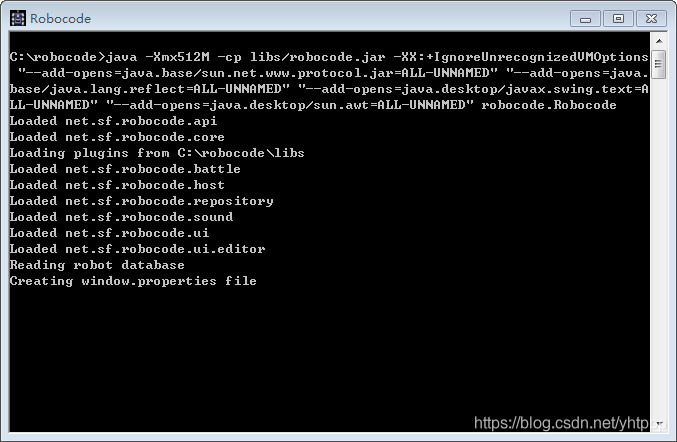 Robocode
C:\robocode>java -Xmx512M -cp libs/robocode.jar -XX:+IgnoreUnrecognizedVMOptions
"--add-opens=java.base/sun.net.www.protocol.jar=ALL-UNNAMED" "--add-opens=java.
base/java.lang.reflect=ALL-UNNAMED" "--add-opens=java.desktop/javax.swing.text=A
LL-UNNAMED" "--add-opens=java.desktop/sun.awt=ALL-UNNAMED" robocode.Robocode
Loaded net.sf.robocode.api
Loaded net.sf.robocode.core
Loading plugins from C:\robocode\libs
Loaded net.sf.robocode.battle
Loaded net.sf.robocode.host
Loaded net.sf.robocode.repository
Loaded net.sf.robocode.sound
Loaded net.sf.robocode.ui
Loaded net.sf.robocode.ui.editor
Reading robot database
Creating window.properties file
https://blog.csdn.net/yhtp